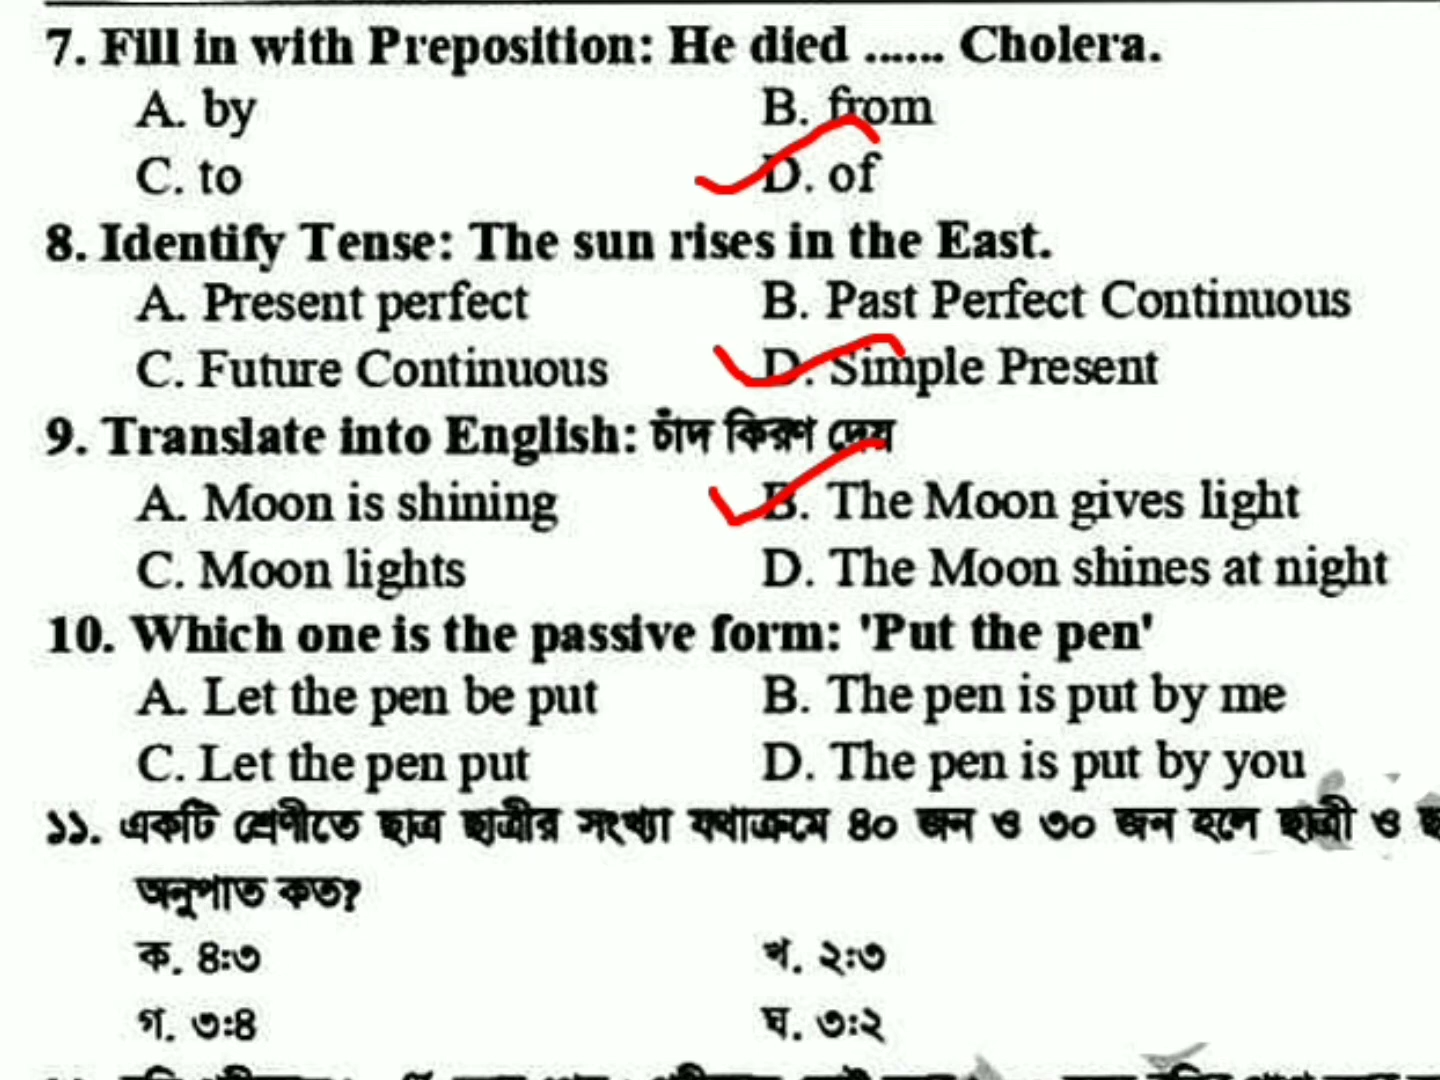 7. Fill in with Preposition: He died ...... Cholera.
A. by B. from
C. to D. of
8. Identify Tense: The sun rises in the East.
A. Present perfect B. Past Perfect Continuous
C. Future Continuous D. Simple Present
9. Translate into English: চাঁদ কিরণ দেয়
A. Moon is shining B. The Moon gives light
C. Moon lights D. The Moon shines at night
10. Which one is the passive form: 'Put the pen'
A. Let the pen be put B. The pen is put by me
C. Let the pen put D. The pen is put by you
১১. একটি শ্রেণীতে ছাত্র ছাত্রীর সংখ্যা যথাক্রমে ৪০ জন ও ৩০ জন হলে ছাত্রী ও
অনুপাত কত?
ক. ৪:৩ খ. ২:৩
গ. ৩:৪ ঘ. ৩:২